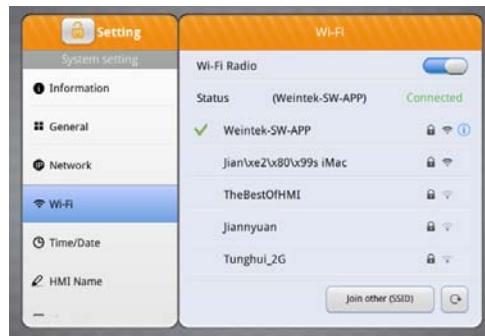 Setting
System setting
Information
General
Network
Wi-Fi
Time/Date
HMI Name
Wi-Fi
Wi-Fi Radio
Status (Weintek-SW-APP) Connected
Weintek-SW-APP
Jian\xe2\x80\x99s iMac
TheBestOfHMI
Jiannyuan
Tunghui_2G
Join other (SSID)